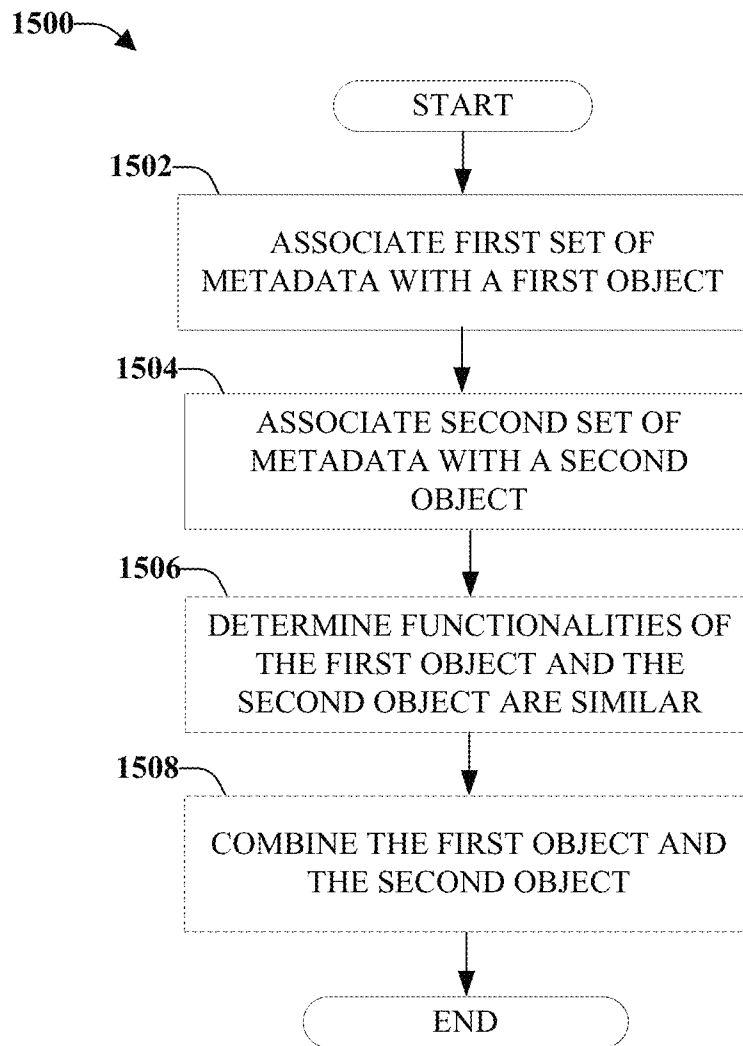 1500
START
1502
ASSOCIATE FIRST SET OF
METADATA WITH A FIRST OBJECT
1504
ASSOCIATE SECOND SET OF
METADATA WITH A SECOND
OBJECT
1506
DETERMINE FUNCTIONALITIES OF
THE FIRST OBJECT AND THE
SECOND OBJECT ARE SIMILAR
1508
COMBINE THE FIRST OBJECT AND
THE SECOND OBJECT
END